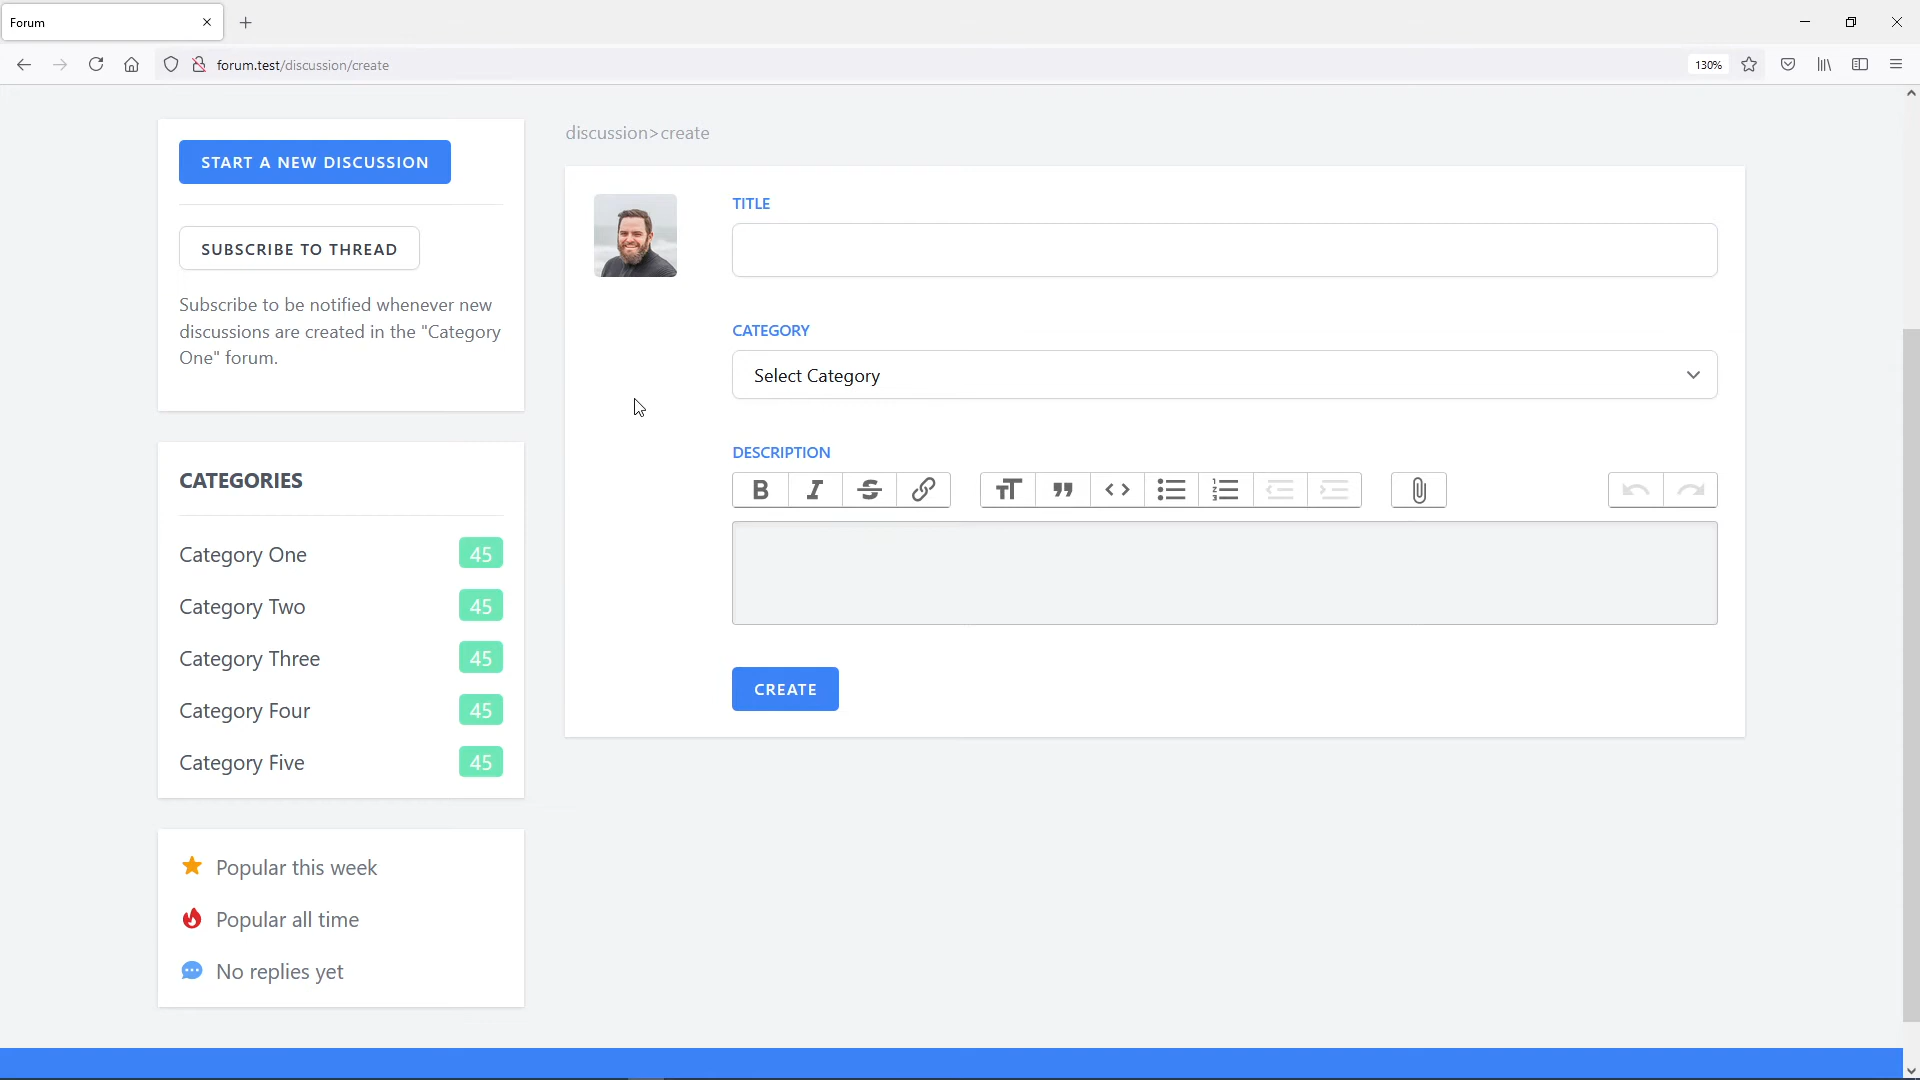 Forum
forum.test/discussion/create
130%
START A NEW DISCUSSION
SUBSCRIBE TO THREAD
Subscribe to be notified whenever new
discussions are created in the "Category
One" forum.
CATEGORIES
Category One 45
Category Two 45
Category Three 45
Category Four 45
Category Five 45
Popular this week
Popular all time
No replies yet
discussion>create
TITLE
CATEGORY
Select Category
DESCRIPTION
CREATE